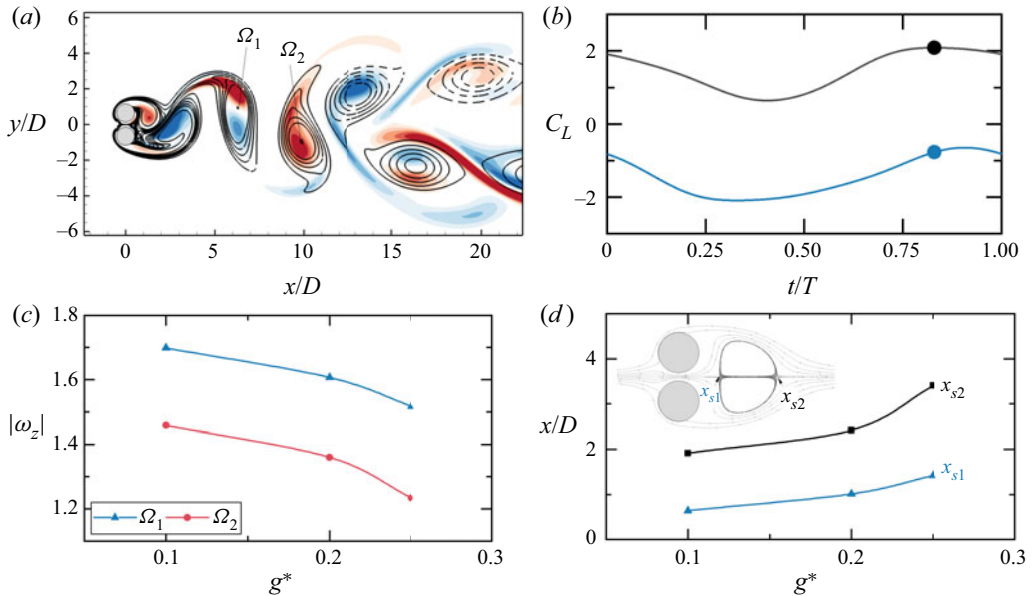 (a)
6
4
2
0
−2
−4
−6
y/D
Ω1
Ω2
0
5
10
15
20
x/D
(b)
2
0
−2
C_L
0
0.25
0.50
0.75
1.00
t/T
(c)
1.8
1.6
1.4
1.2
|ω_z|
Ω1
Ω2
0.1
0.2
0.3
g*
(d)
4
2
0
x/D
x_s1
x_s2
x_s2
x_s1
0.1
0.2
0.3
g*